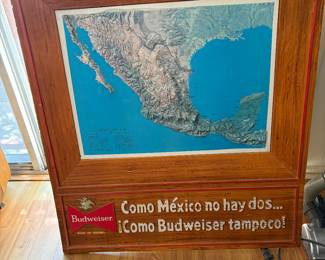 Como México no hay dos...
Budweiser
¡Como Budweiser tampoco!